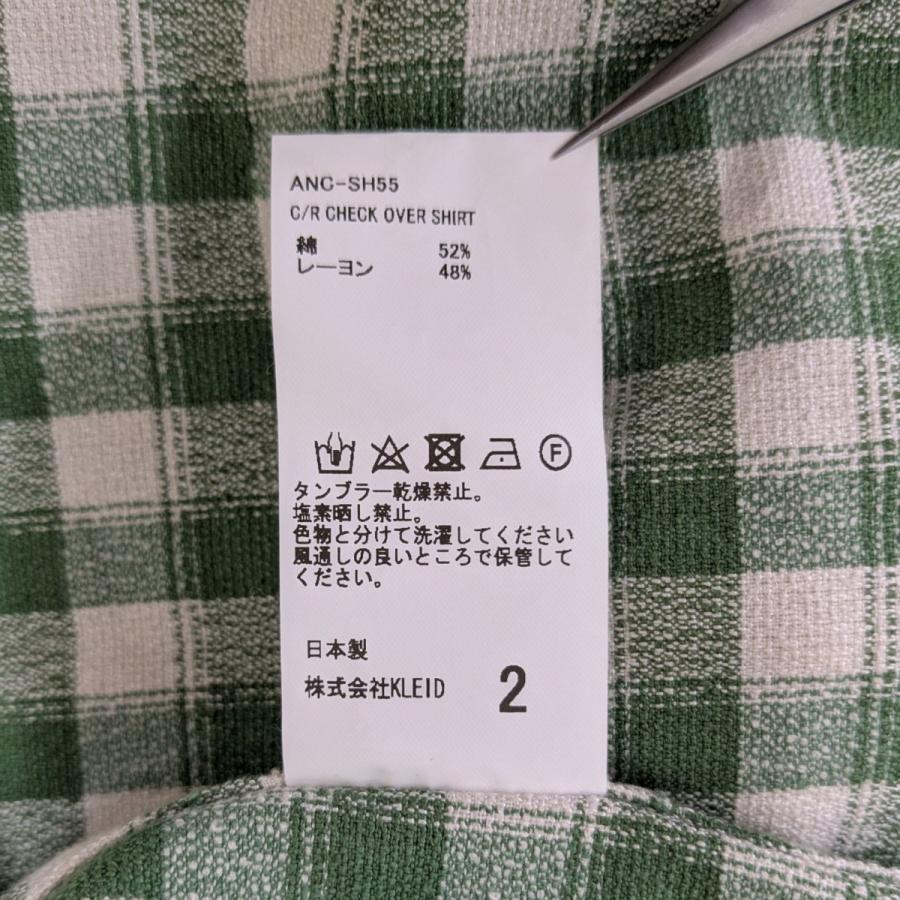 ANC-SH55
C/R CHECK OVER SHIRT
綿 52%
レーヨン 48%
F
タンブラー乾燥禁止。
塩素晒し禁止。
色物と分けて洗濯してください
風通しの良いところで保管して
ください。
日本製
株式会社KLEID 2